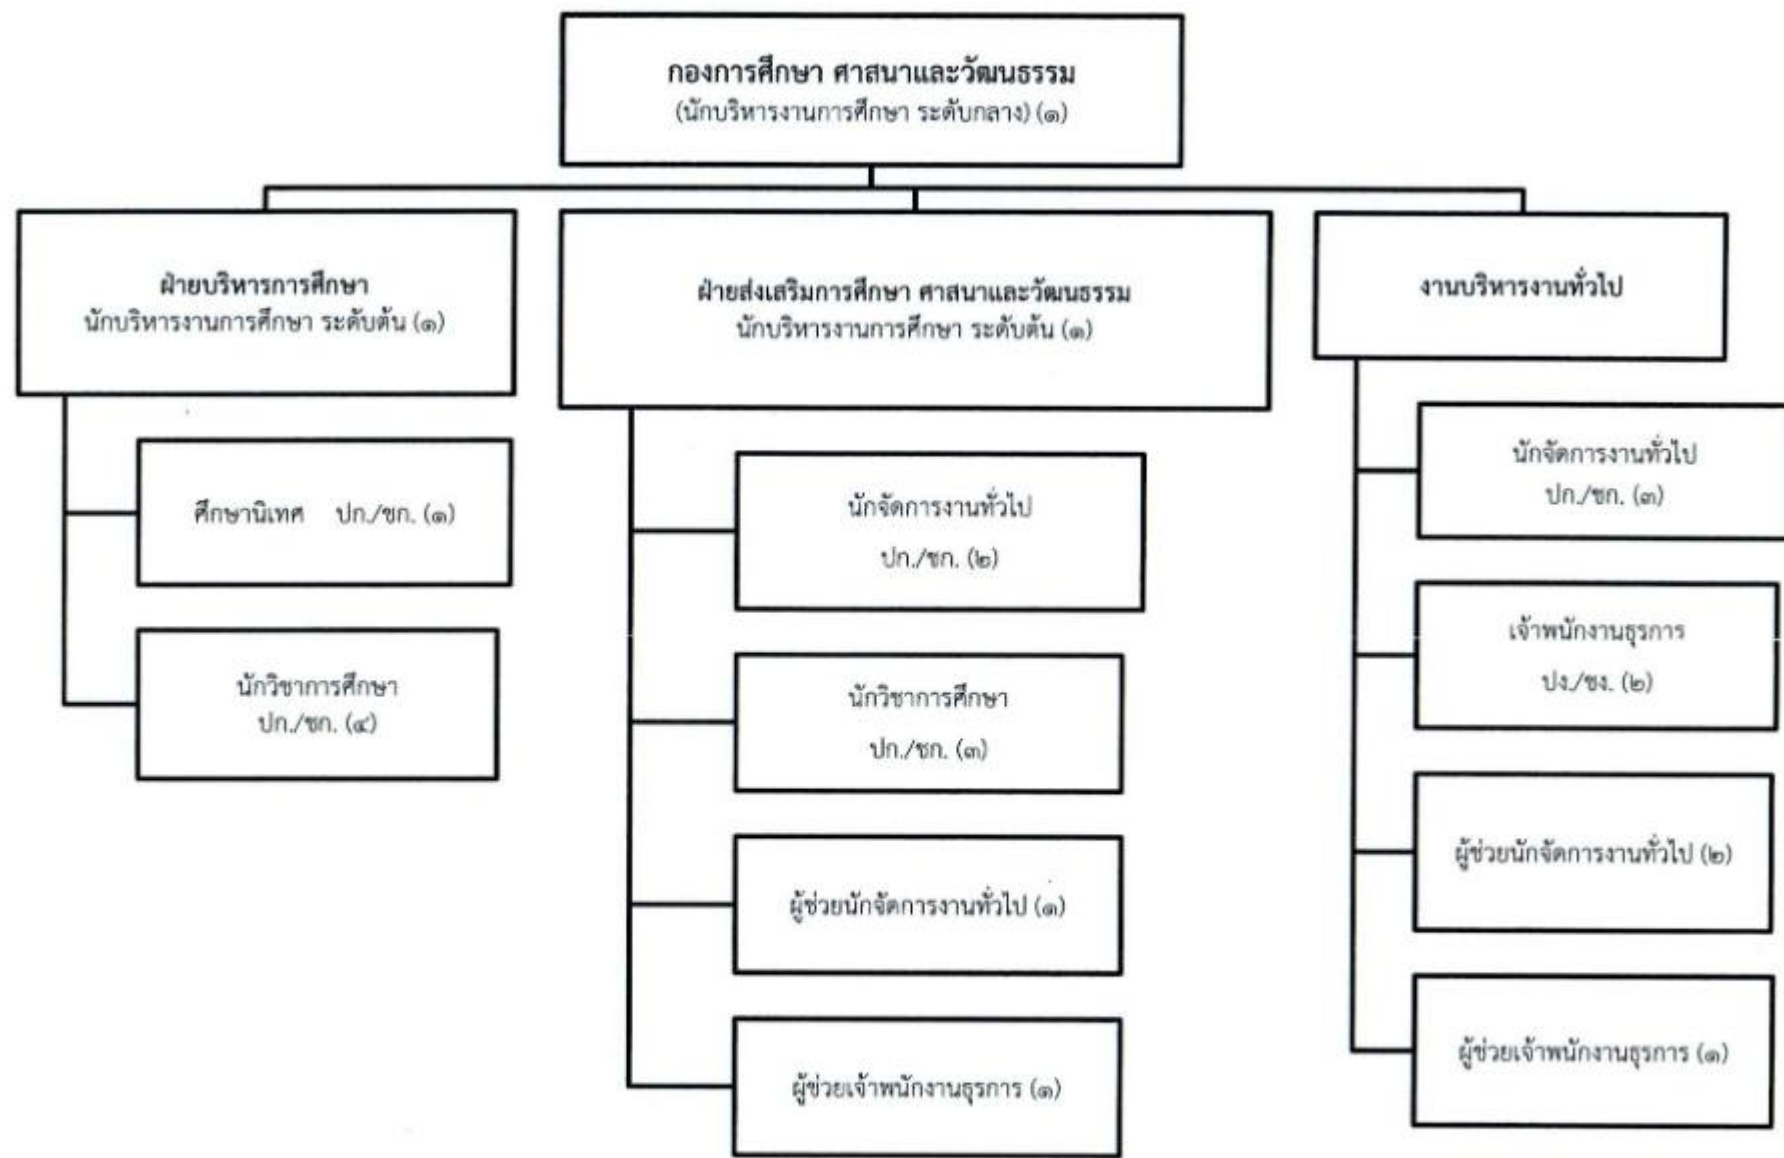 กองการศึกษา ศาสนาและวัฒนธรรม
(นักบริหารงานการศึกษา ระดับกลาง) (๑)
ฝ่ายบริหารการศึกษา
นักบริหารงานการศึกษา ระดับต้น (๑)
ศึกษานิเทศ ปก./ชก. (๑)
นักวิชาการศึกษา
ปก./ชก. (๔)
ฝ่ายส่งเสริมการศึกษา ศาสนาและวัฒนธรรม
นักบริหารงานการศึกษา ระดับต้น (๑)
นักจัดการงานทั่วไป
ปก./ชก. (๒)
นักวิชาการศึกษา
ปก./ชก. (๓)
ผู้ช่วยนักจัดการงานทั่วไป (๑)
ผู้ช่วยเจ้าพนักงานธุรการ (๑)
งานบริหารงานทั่วไป
นักจัดการงานทั่วไป
ปก./ชก. (๓)
เจ้าพนักงานธุรการ
ปง./ชง. (๒)
ผู้ช่วยนักจัดการงานทั่วไป (๒)
ผู้ช่วยเจ้าพนักงานธุรการ (๑)